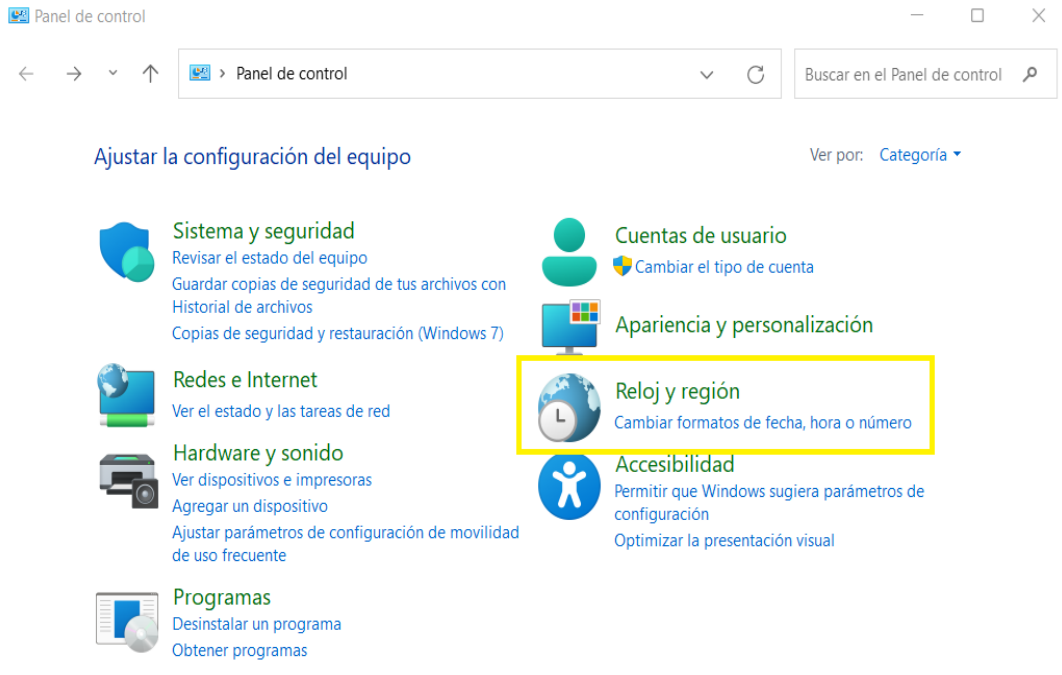 Panel de control
Panel de control
Buscar en el Panel de control
Ajustar la configuración del equipo
Ver por: Categoría
Sistema y seguridad
Revisar el estado del equipo
Guardar copias de seguridad de tus archivos con
Historial de archivos
Copias de seguridad y restauración (Windows 7)
Redes e Internet
Ver el estado y las tareas de red
Hardware y sonido
Ver dispositivos e impresoras
Agregar un dispositivo
Ajustar parámetros de configuración de movilidad
de uso frecuente
Programas
Desinstalar un programa
Obtener programas
Cuentas de usuario
Cambiar el tipo de cuenta
Apariencia y personalización
Reloj y región
Cambiar formatos de fecha, hora o número
Accesibilidad
Permitir que Windows sugiera parámetros de
configuración
Optimizar la presentación visual